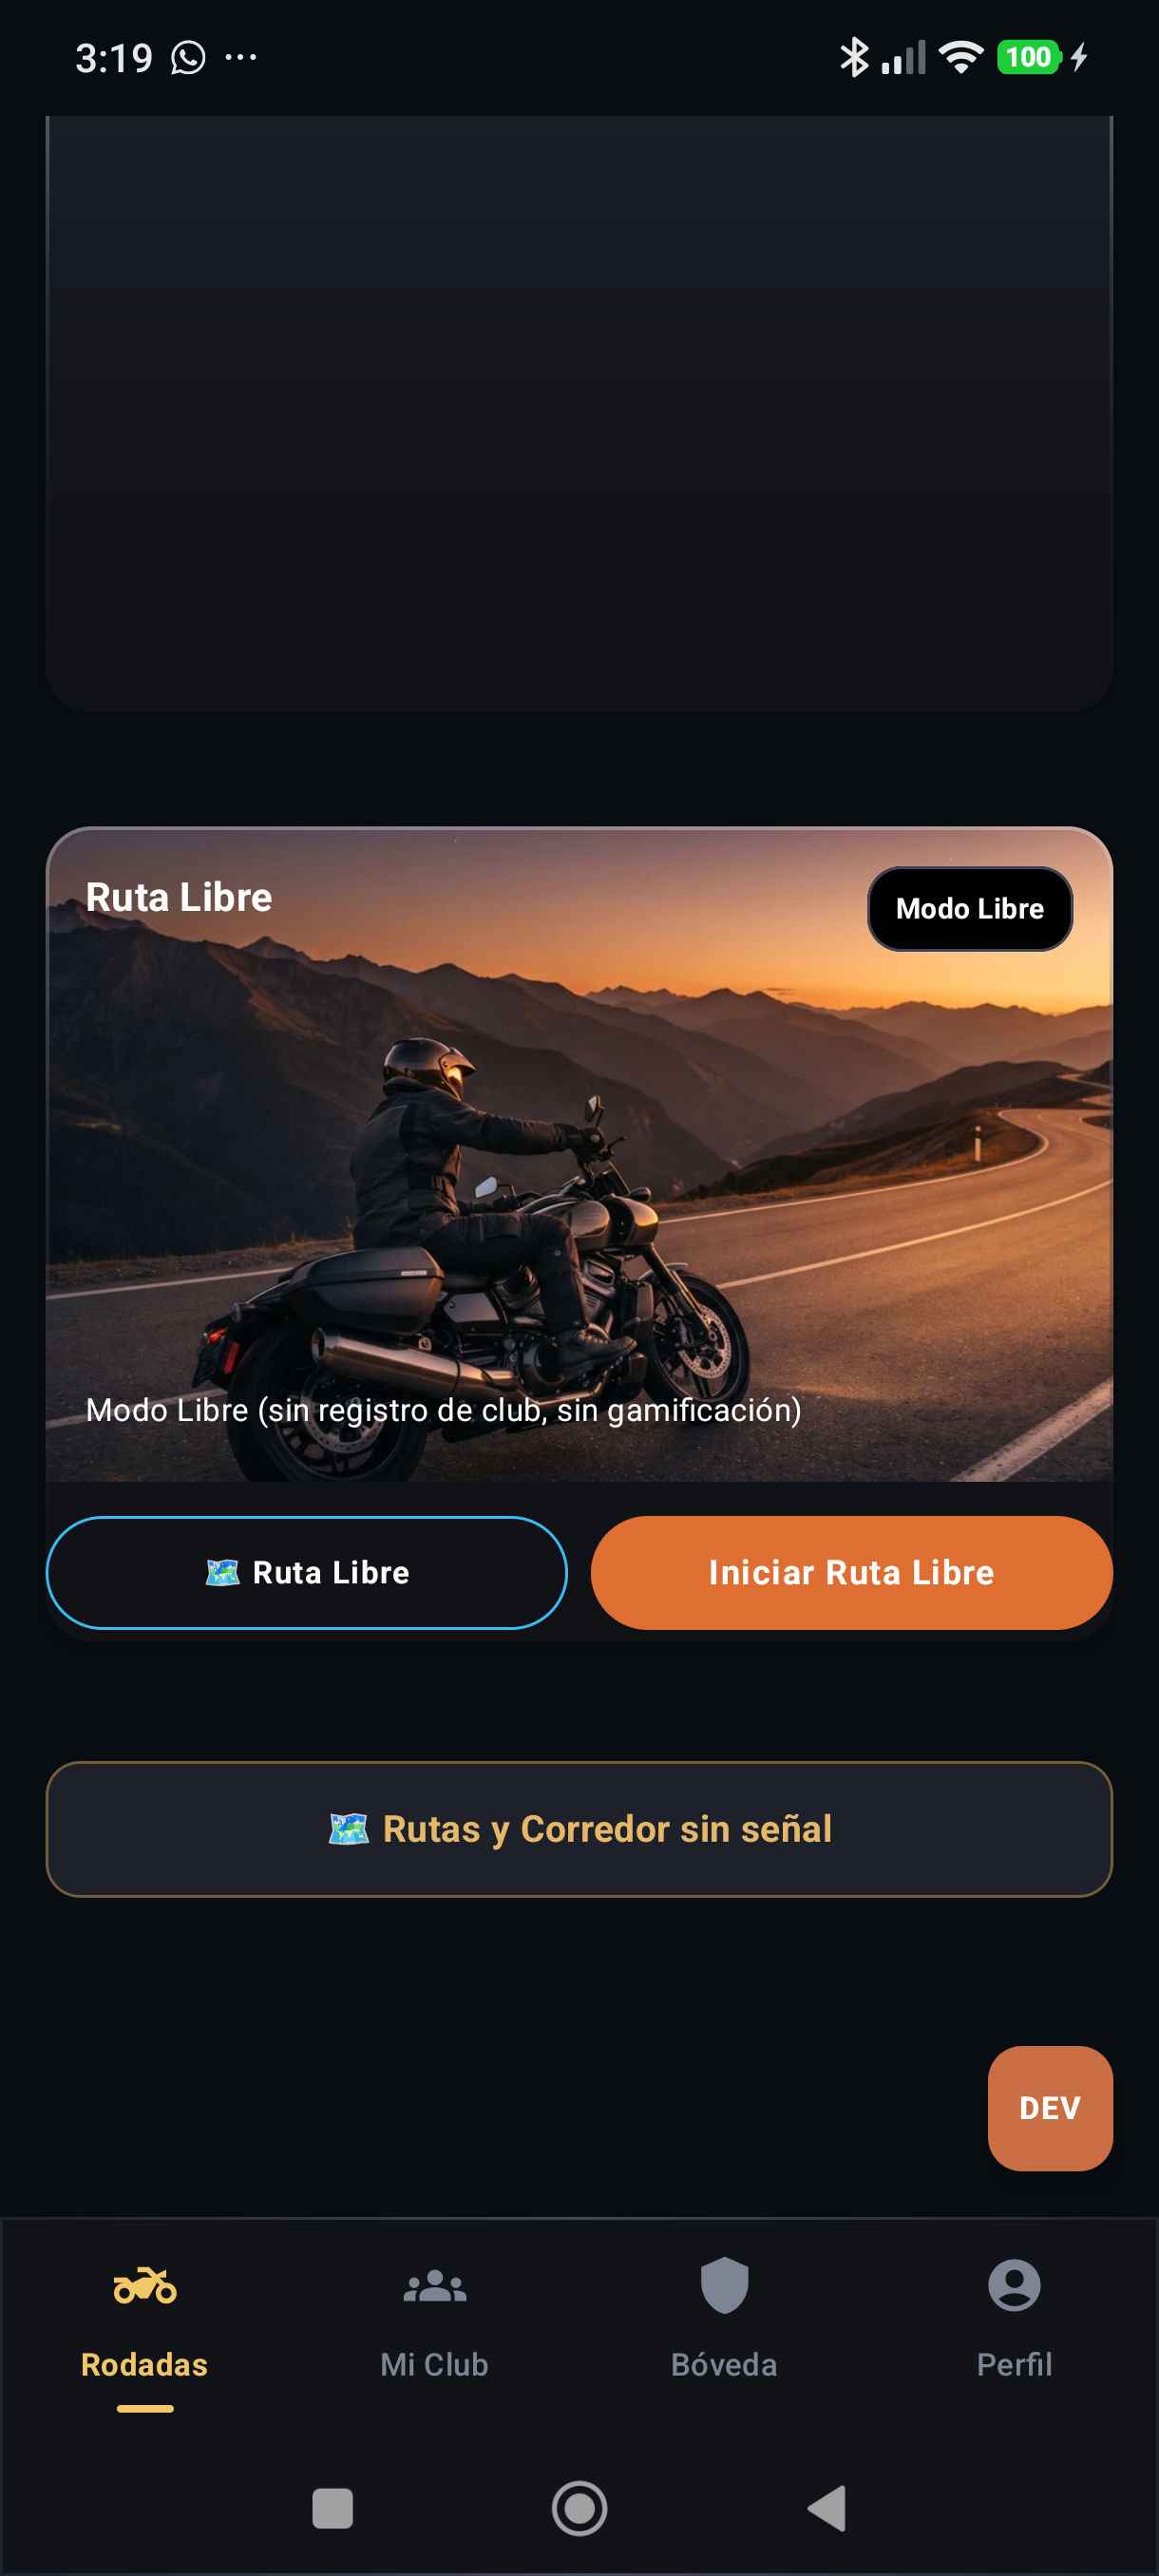 3:19
100
Ruta Libre
Modo Libre
Modo Libre (sin registro de club, sin gamificación)
Ruta Libre
Iniciar Ruta Libre
Rutas y Corredor sin señal
DEV
Rodadas
Mi Club
Bóveda
Perfil